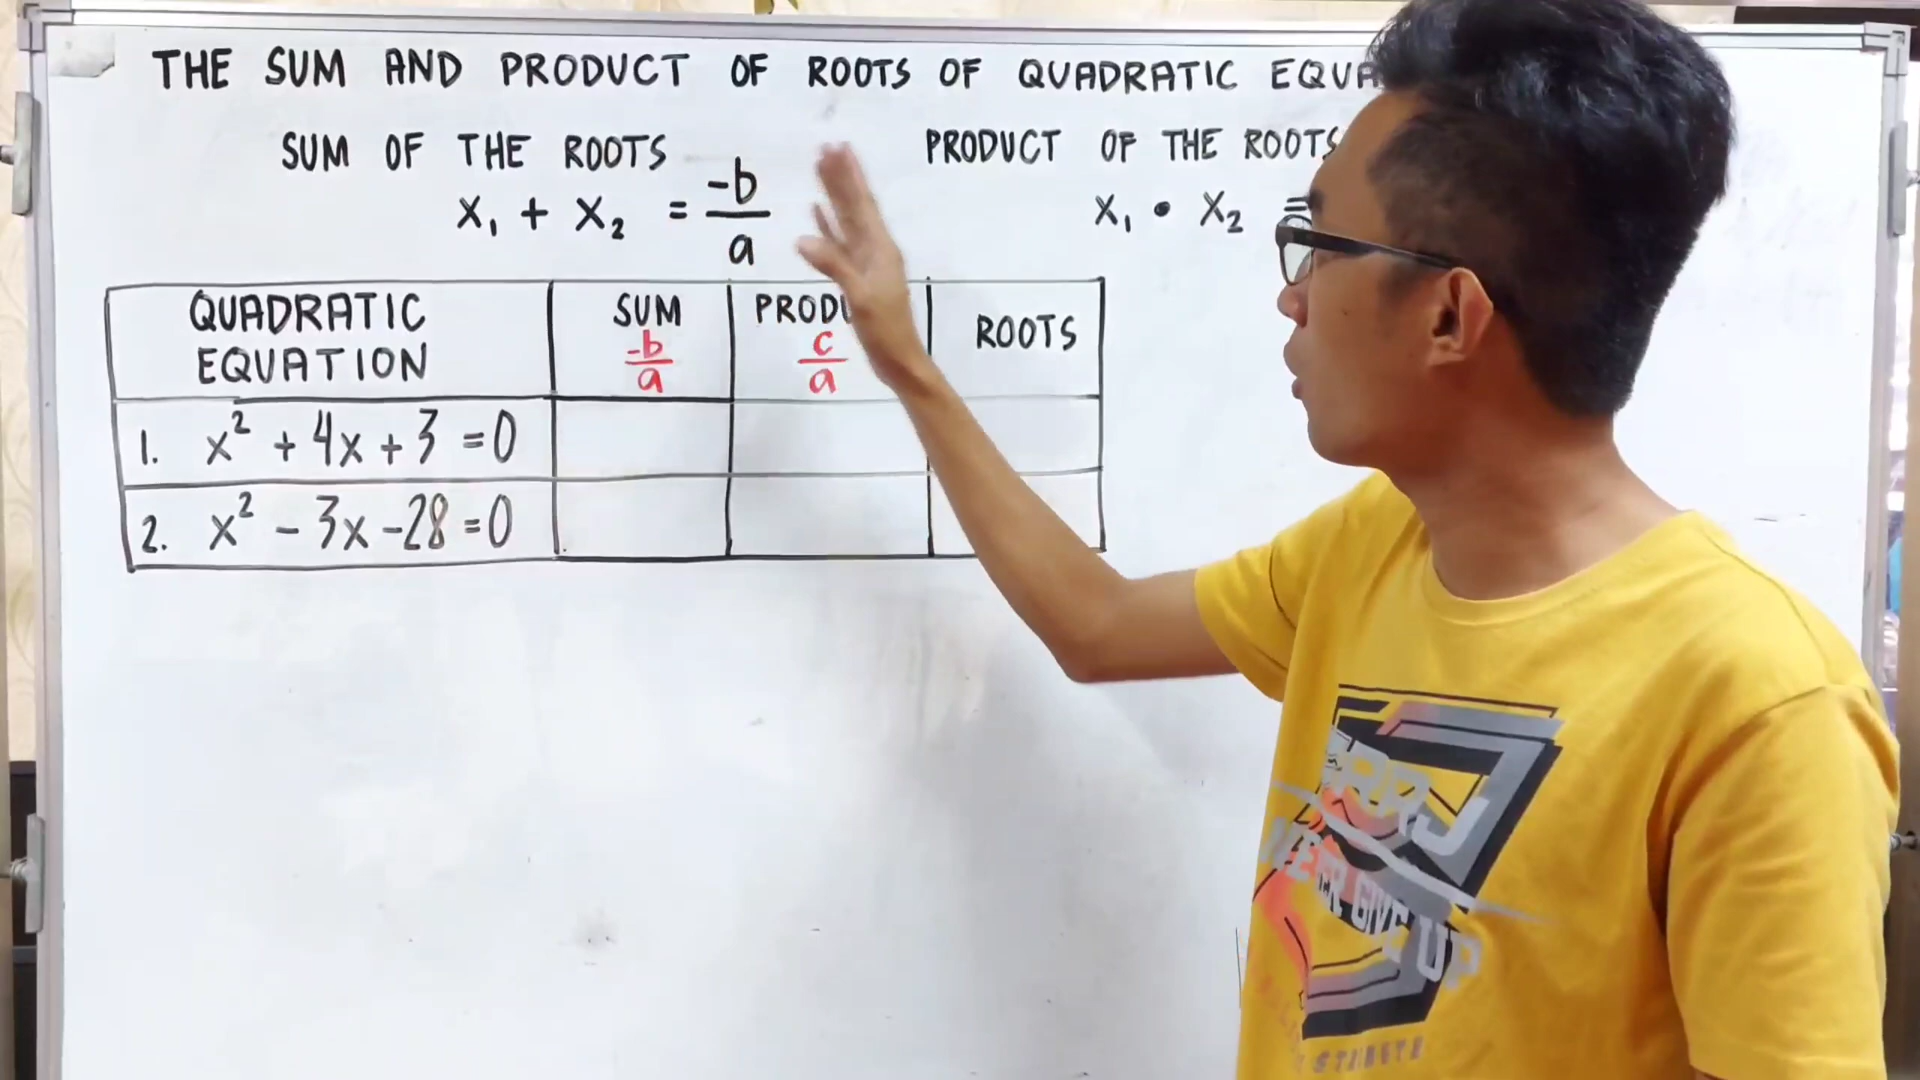 THE SUM AND PRODUCT OF ROOTS OF QUADRATIC EQUA
SUM OF THE ROOTS
x₁ + x₂ = -b/a
PRODUCT OF THE ROOTS
x₁ • x₂ =
QUADRATIC EQUATION
SUM
-b/a
PRODU
c/a
ROOTS
1. x² + 4x + 3 = 0
2. x² - 3x - 28 = 0
NEVER GIVE UP